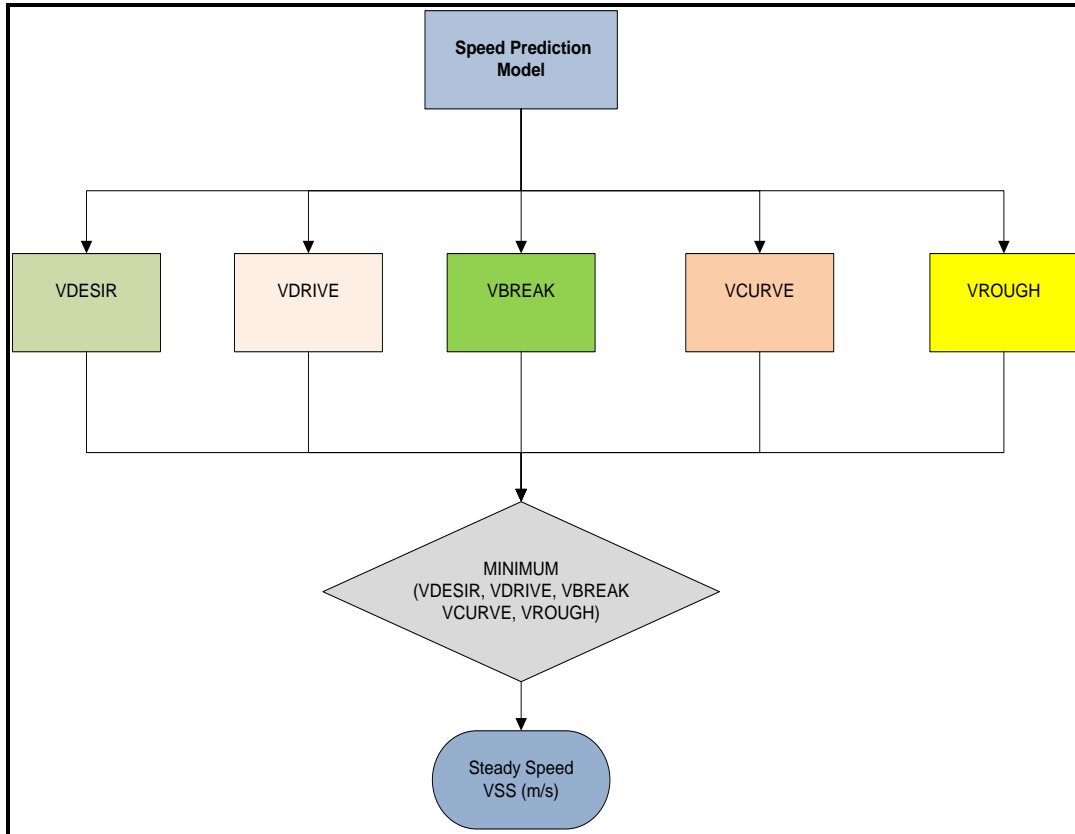 Speed Prediction
Model
VDESIR
VDRIVE
VBREAK
VCURVE
VROUGH
MINIMUM
(VDESIR, VDRIVE, VBREAK
VCURVE, VROUGH)
Steady Speed
VSS (m/s)